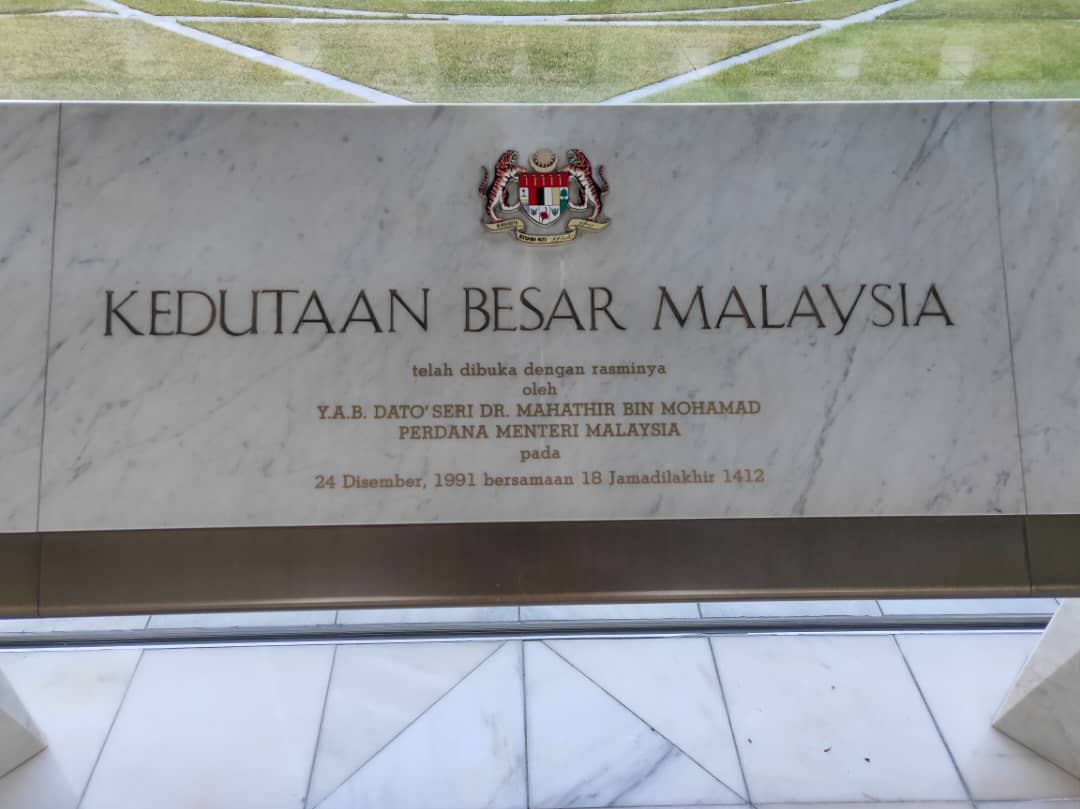 KEDUTAAN BESAR MALAYSIA
telah dibuka dengan rasminya
oleh
Y.A.B. DATO' SERI DR. MAHATHIR BIN MOHAMAD
PERDANA MENTERI MALAYSIA
pada
24 Disember, 1991 bersamaan 18 Jamadilakhir 1412